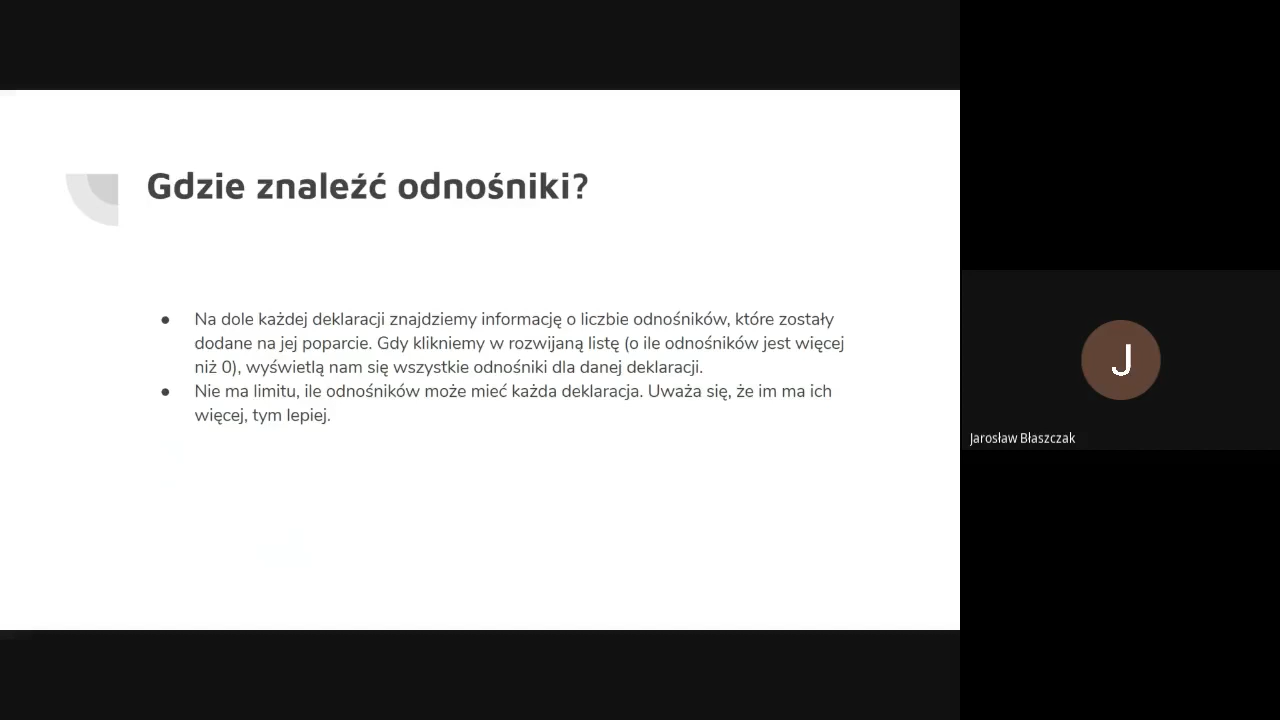 Gdzie znaleźć odnośniki?
● Na dole każdej deklaracji znajdziemy informację o liczbie odnośników, które zostały
dodane na jej poparcie. Gdy klikniemy w rozwijaną listę (o ile odnośników jest więcej
niż 0), wyświetlą nam się wszystkie odnośniki dla danej deklaracji.
● Nie ma limitu, ile odnośników może mieć każda deklaracja. Uważa się, że im ma ich
więcej, tym lepiej.
J
Jarosław Błaszczak